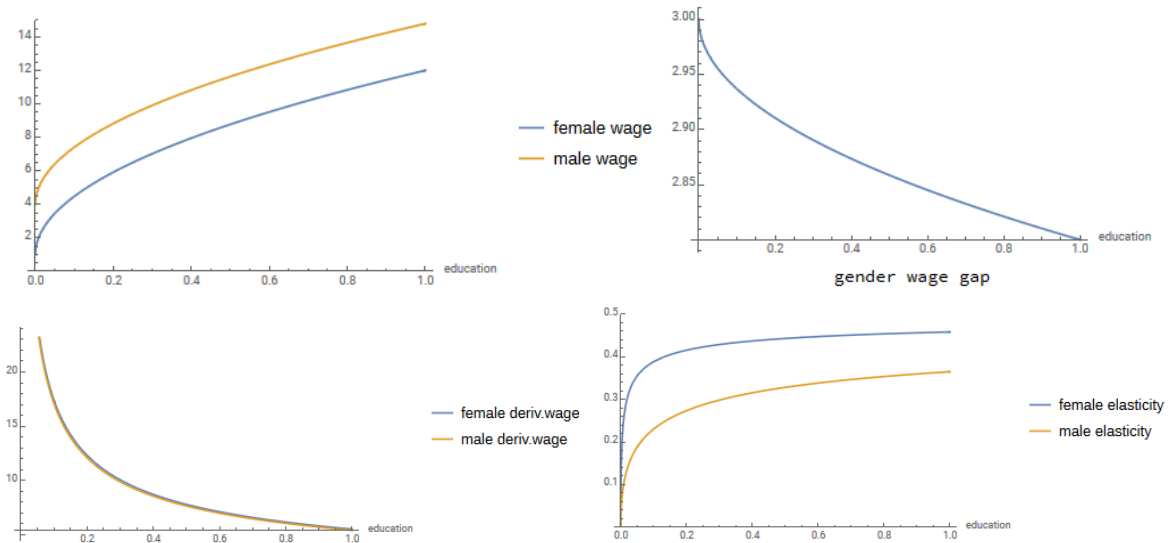 14
12
10
8
6
4
2
0.0 0.2 0.4 0.6 0.8 1.0
education
female wage
male wage
3.00
2.95
2.90
2.85
0.2 0.4 0.6 0.8 1.0
education
gender wage gap
20
15
10
0.2 0.4 0.6 0.8 1.0
education
female deriv.wage
male deriv.wage
0.5
0.4
0.3
0.2
0.1
0.0 0.2 0.4 0.6 0.8 1.0
education
female elasticity
male elasticity